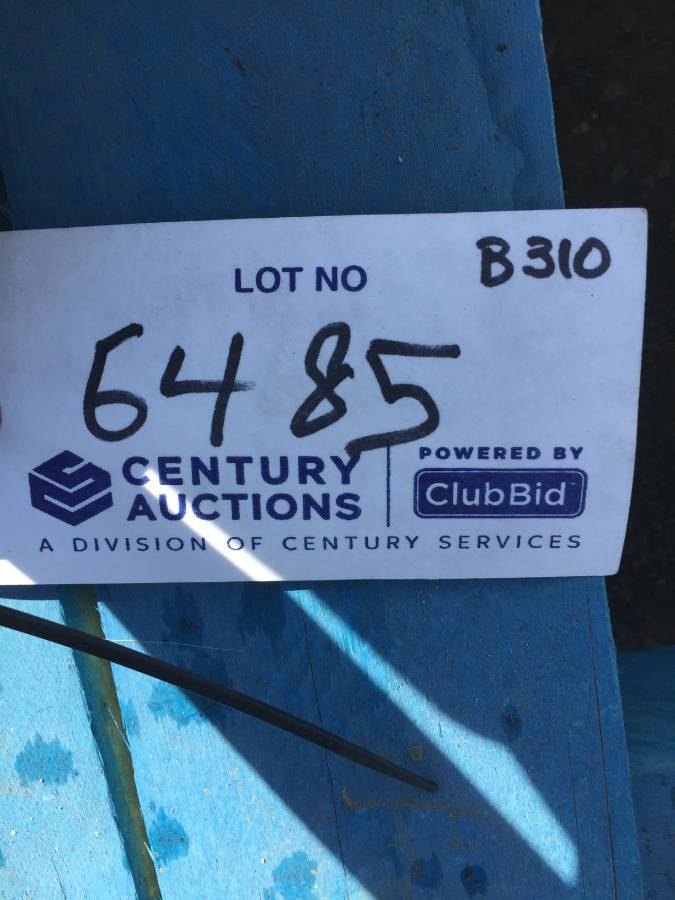 B310
LOT NO
6485
CENTURY
AUCTIONS
POWERED BY
ClubBid
A DIVISION OF CENTURY SERVICES